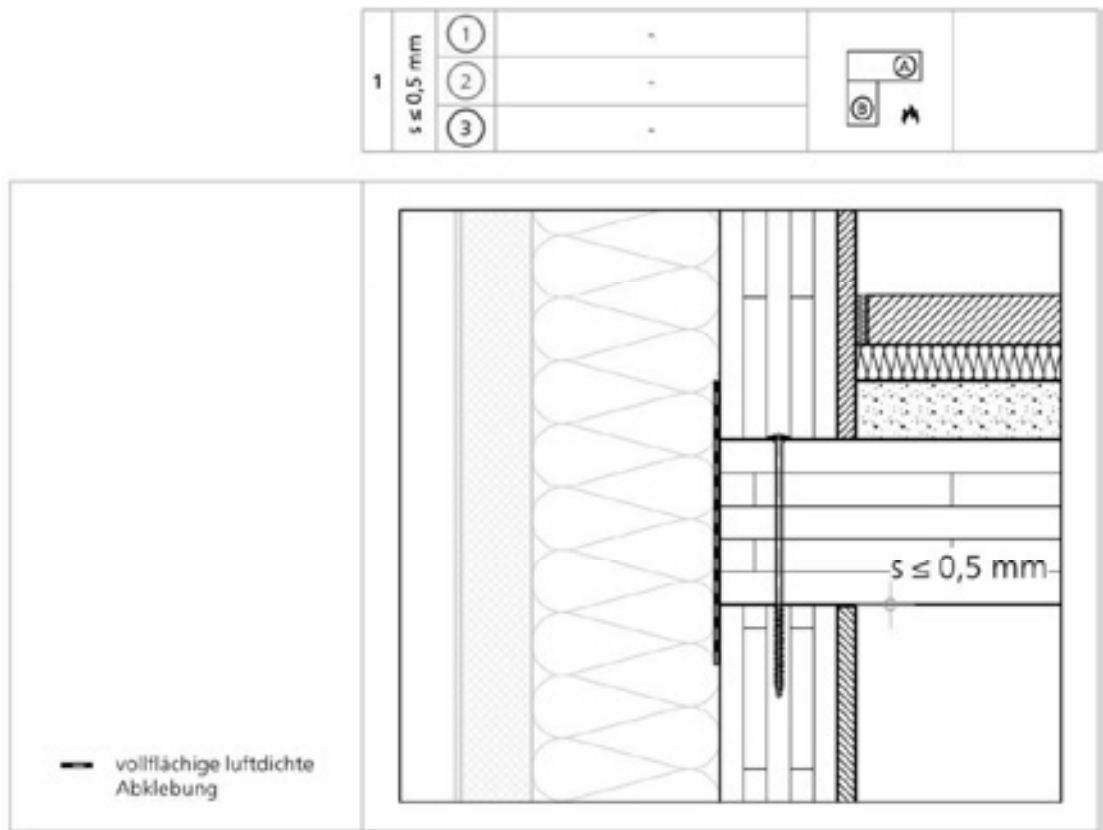 1
s ≤ 0,5 mm
1 -
2 -
3 -
A
B
s ≤ 0,5 mm
vollflächige luftdichte
Abklebung